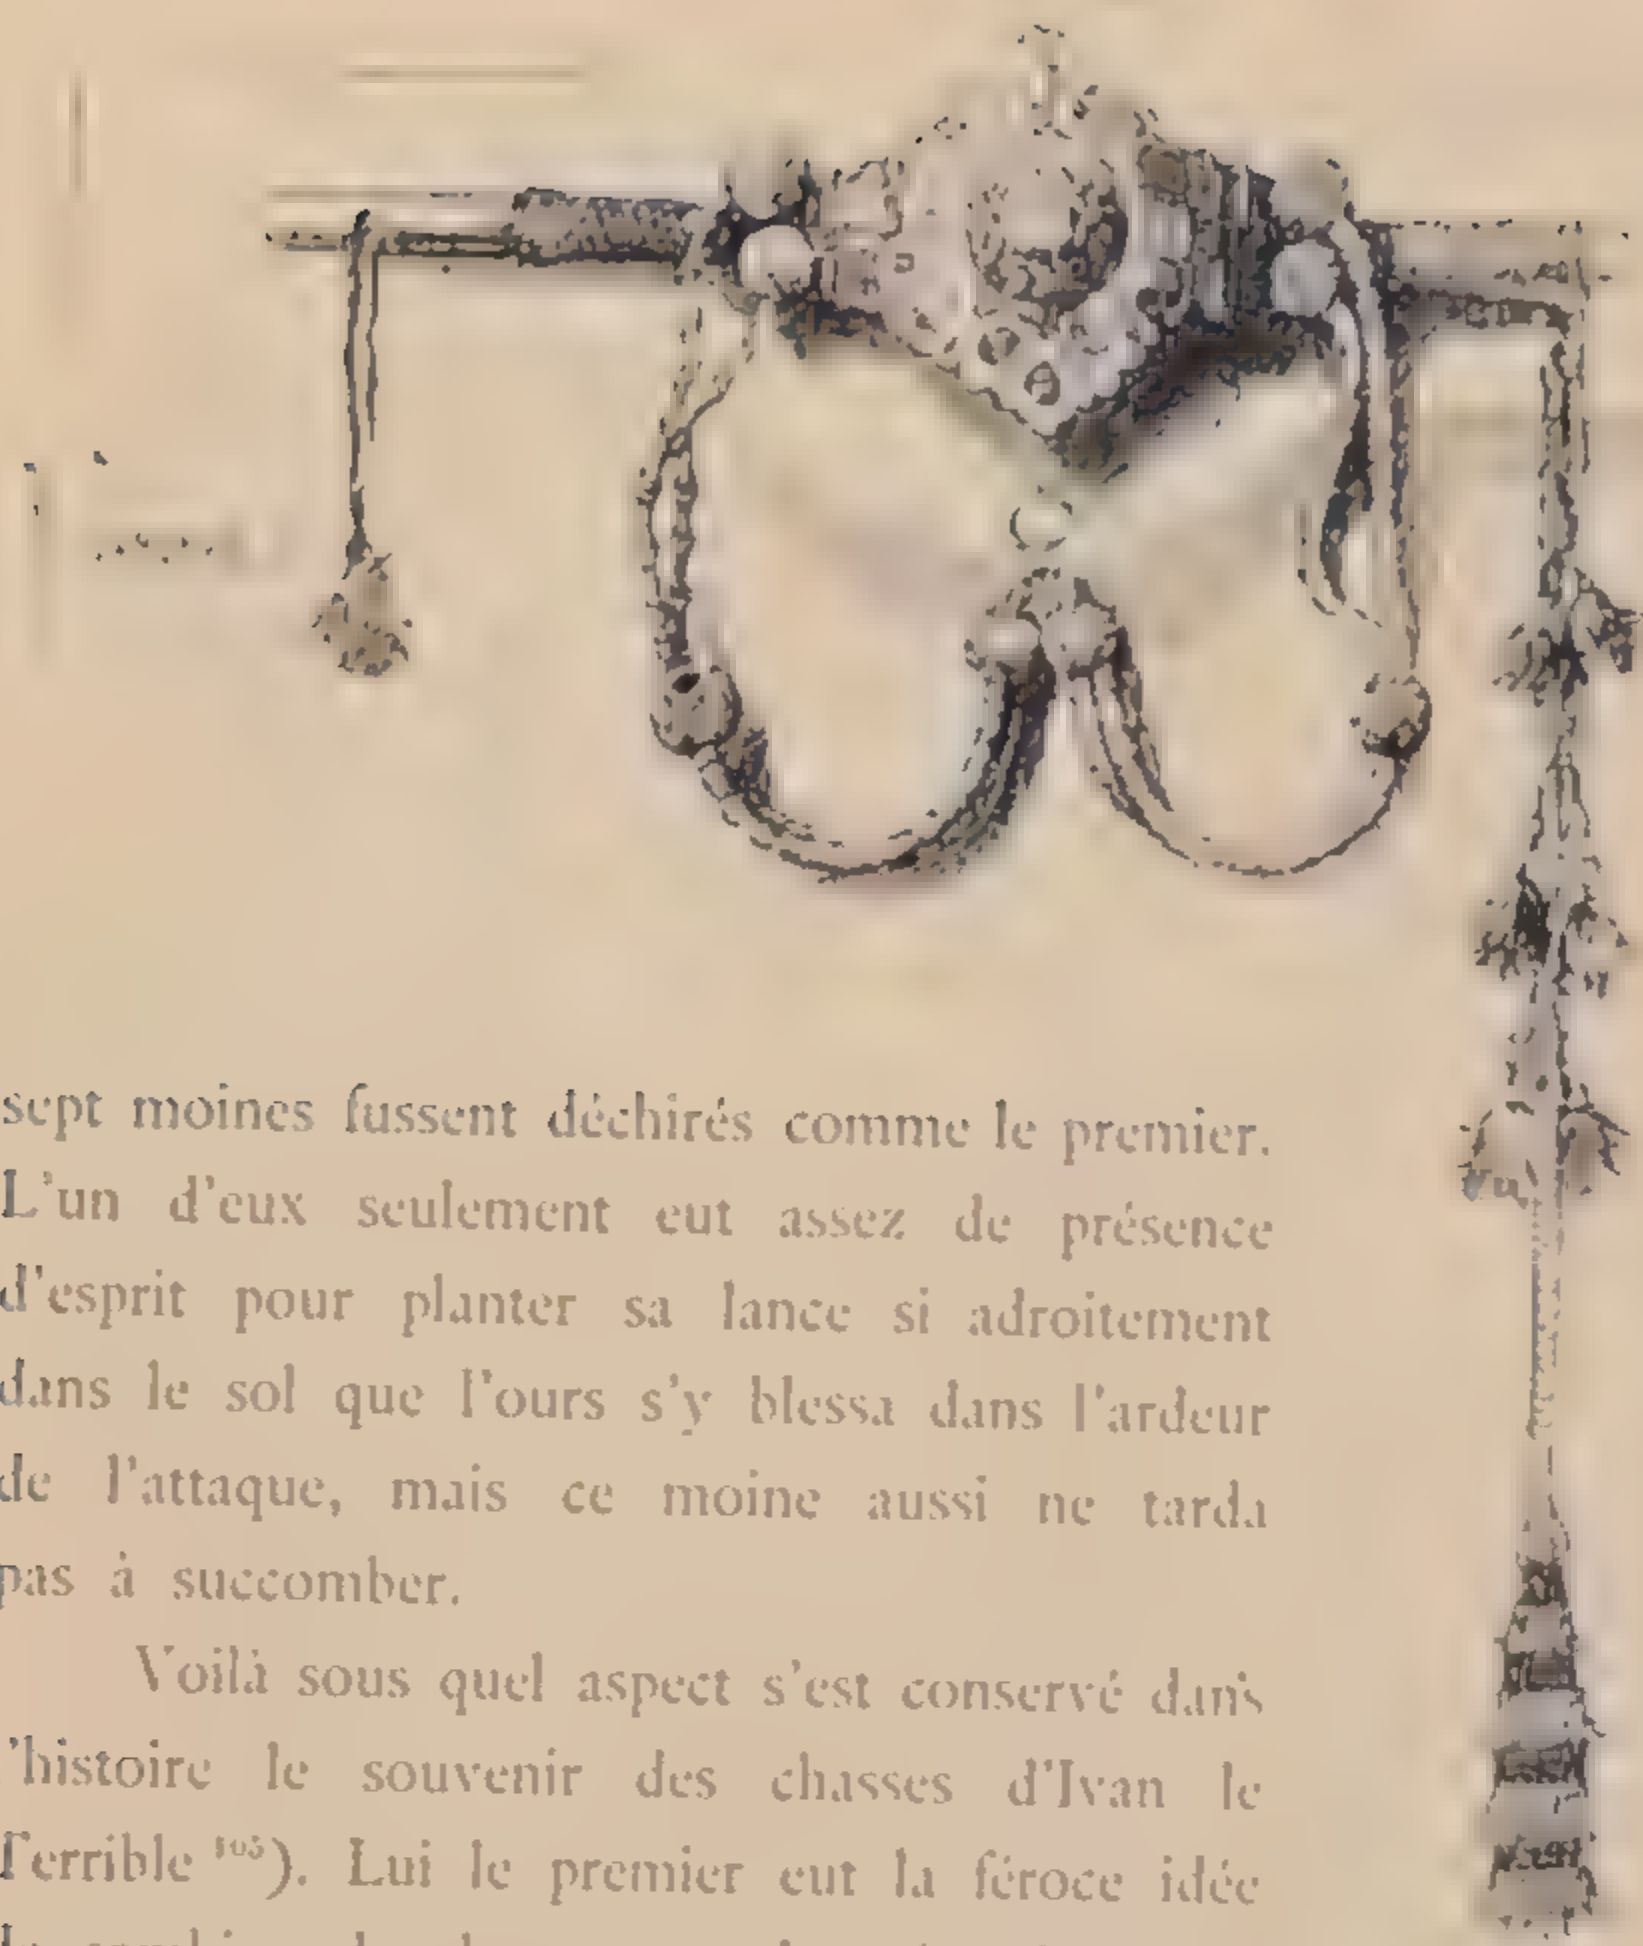 sept moines fussent déchirés comme le premier.
L'un d'eux seulement eut assez de présence
d'esprit pour planter sa lance si adroitement
dans le sol que l'ours s'y blessa dans l'ardeur
de l'attaque, mais ce moine aussi ne tarda
pas à succomber.
Voilà sous quel aspect s'est conservé dans
l'histoire le souvenir des chasses d'Ivan le
Terrible ¹⁰⁵). Lui le premier eut la féroce idée